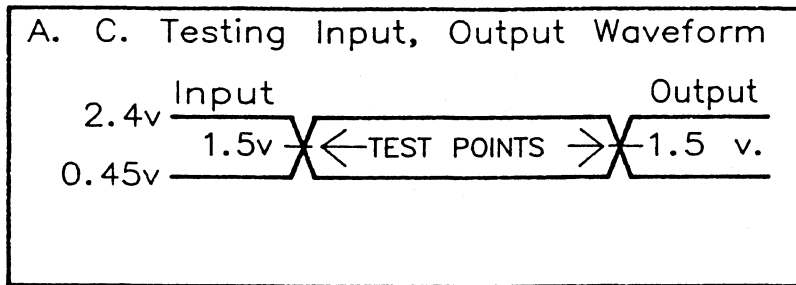 A. C. Testing Input, Output Waveform
Input Output
2.4v
1.5v TEST POINTS 1.5 v.
0.45v